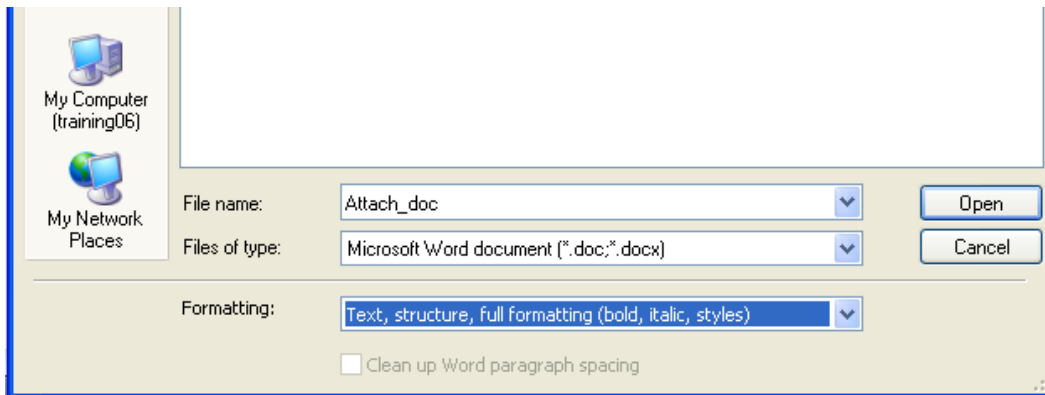 My Computer
(training06)
My Network
Places
File name:
Attach_doc
Open
Files of type:
Microsoft Word document (*.doc;*.docx)
Cancel
Formatting:
Text, structure, full formatting (bold, italic, styles)
Clean up Word paragraph spacing